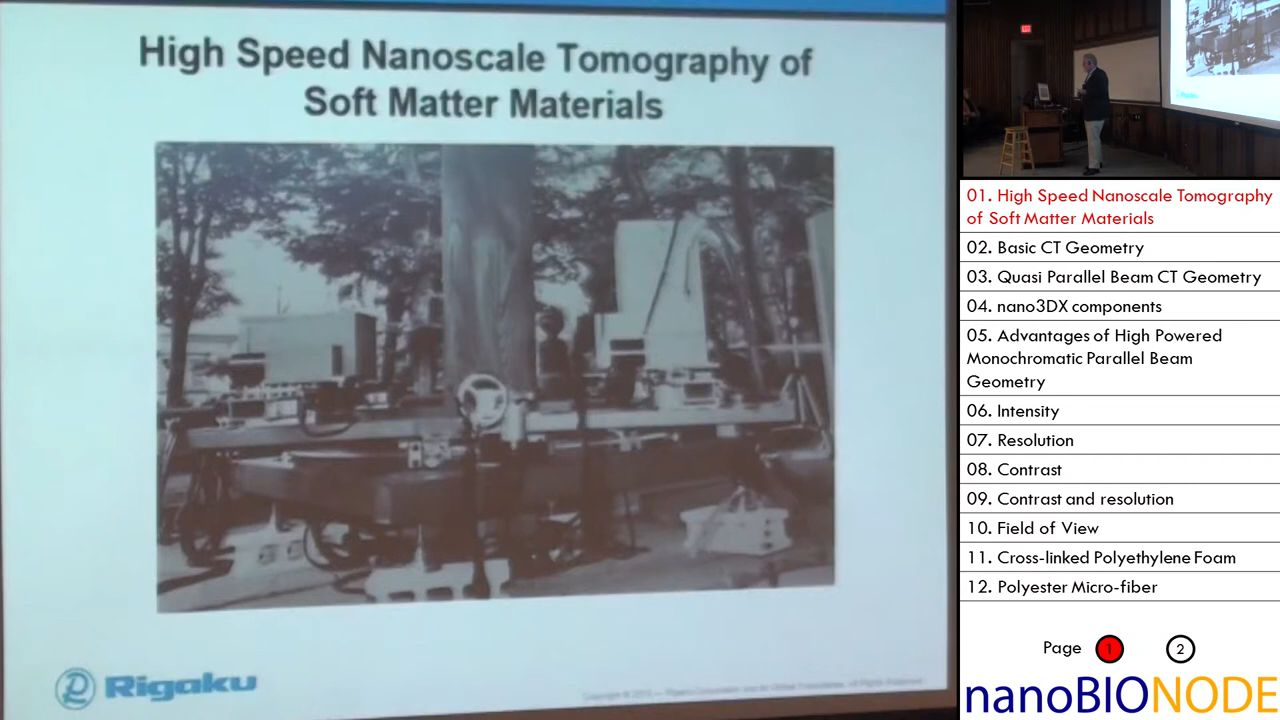 High Speed Nanoscale Tomography of
Soft Matter Materials
Rigaku
01. High Speed Nanoscale Tomography
of Soft Matter Materials
02. Basic CT Geometry
03. Quasi Parallel Beam CT Geometry
04. nano3DX components
05. Advantages of High Powered
Monochromatic Parallel Beam
Geometry
06. Intensity
07. Resolution
08. Contrast
09. Contrast and resolution
10. Field of View
11. Cross-linked Polyethylene Foam
12. Polyester Micro-fiber
Page 1 2
nanoBIONODE